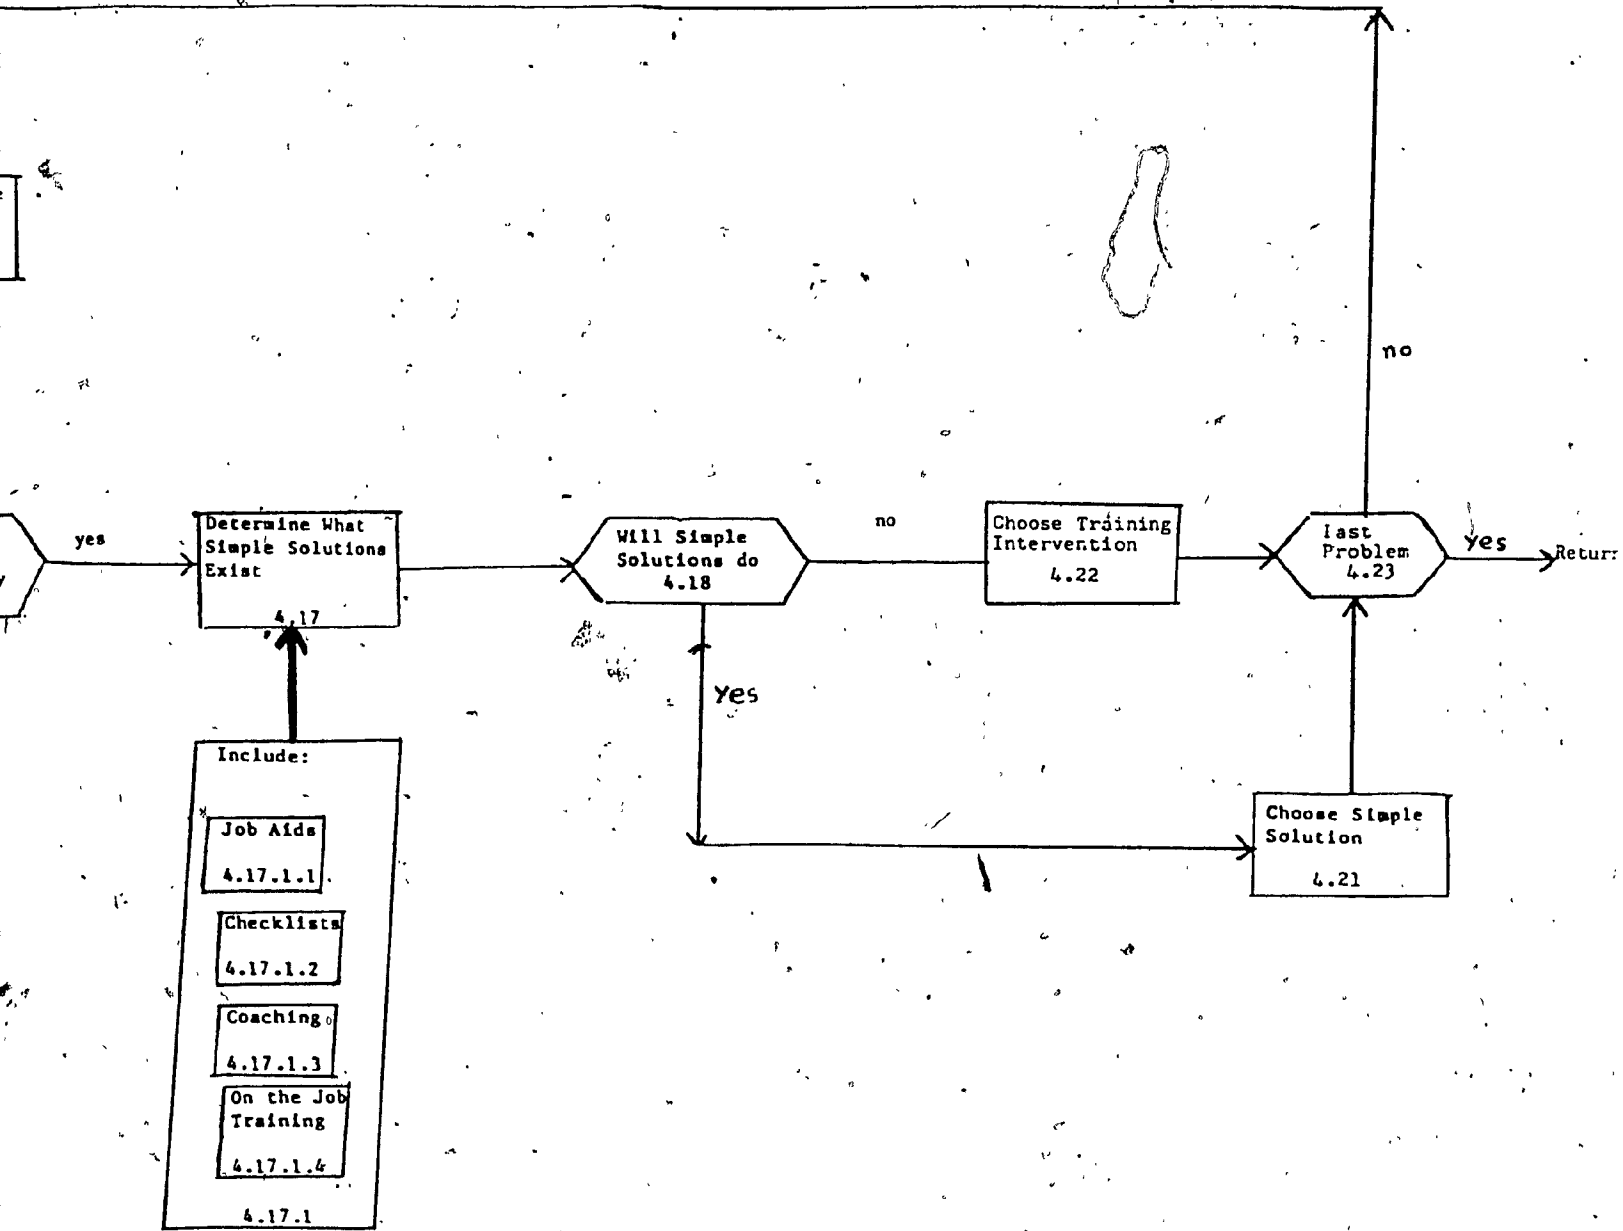 no
yes
Determine What
Simple Solutions
Exist
4.17
Will Simple
Solutions do
4.18
no
Choose Training
Intervention
4.22
Last
Problem
4.23
yes
Return
Yes
Include:
Job Aids
4.17.1.1
Checklists
4.17.1.2
Coaching
4.17.1.3
On the Job
Training
4.17.1.4
4.17.1
Choose Simple
Solution
4.21